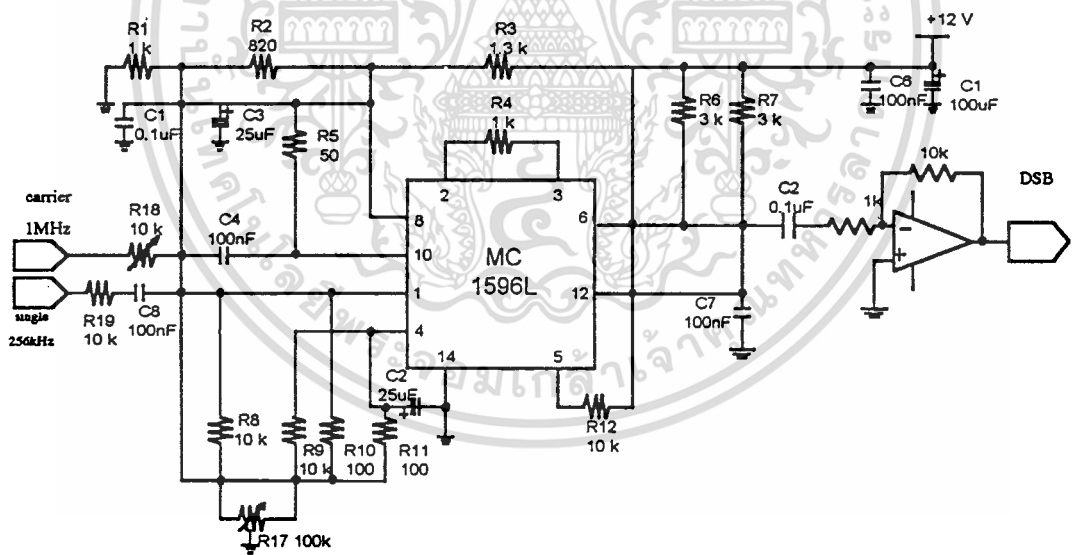 +12 V
R1
1 k
R2
820
R3
1.3 k
R4
1 k
C1
0.1uF
C3
25uF
R5
50
R6
3 k
R7
3 k
C6
100nF
C1
100uF
carrier
1MHz
R18
10 k
C4
100nF
single
256kHz
R19
10 k
C8
100nF
2
3
8
10
1
4
14
5
6
12
MC
1596L
C2
0.1uF
1k
10k
DSB
C7
100nF
C2
25uF
R12
10 k
R8
10 k
R9
10 k
R10
100
R11
100
R17 100k